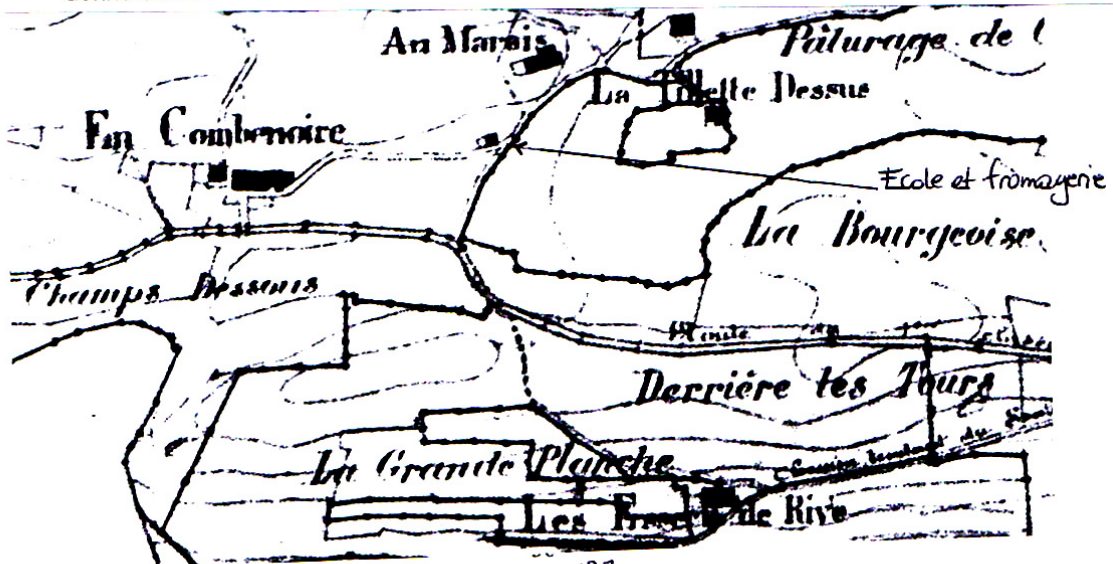 Au Marais
Pâturage de
La Tillette Dessus
En Combenoire
Ecole et fromagerie
La Bourgeoise.
Champs Dessous
Route
Derrière les Tours
La Grande Planche
Les de Rive